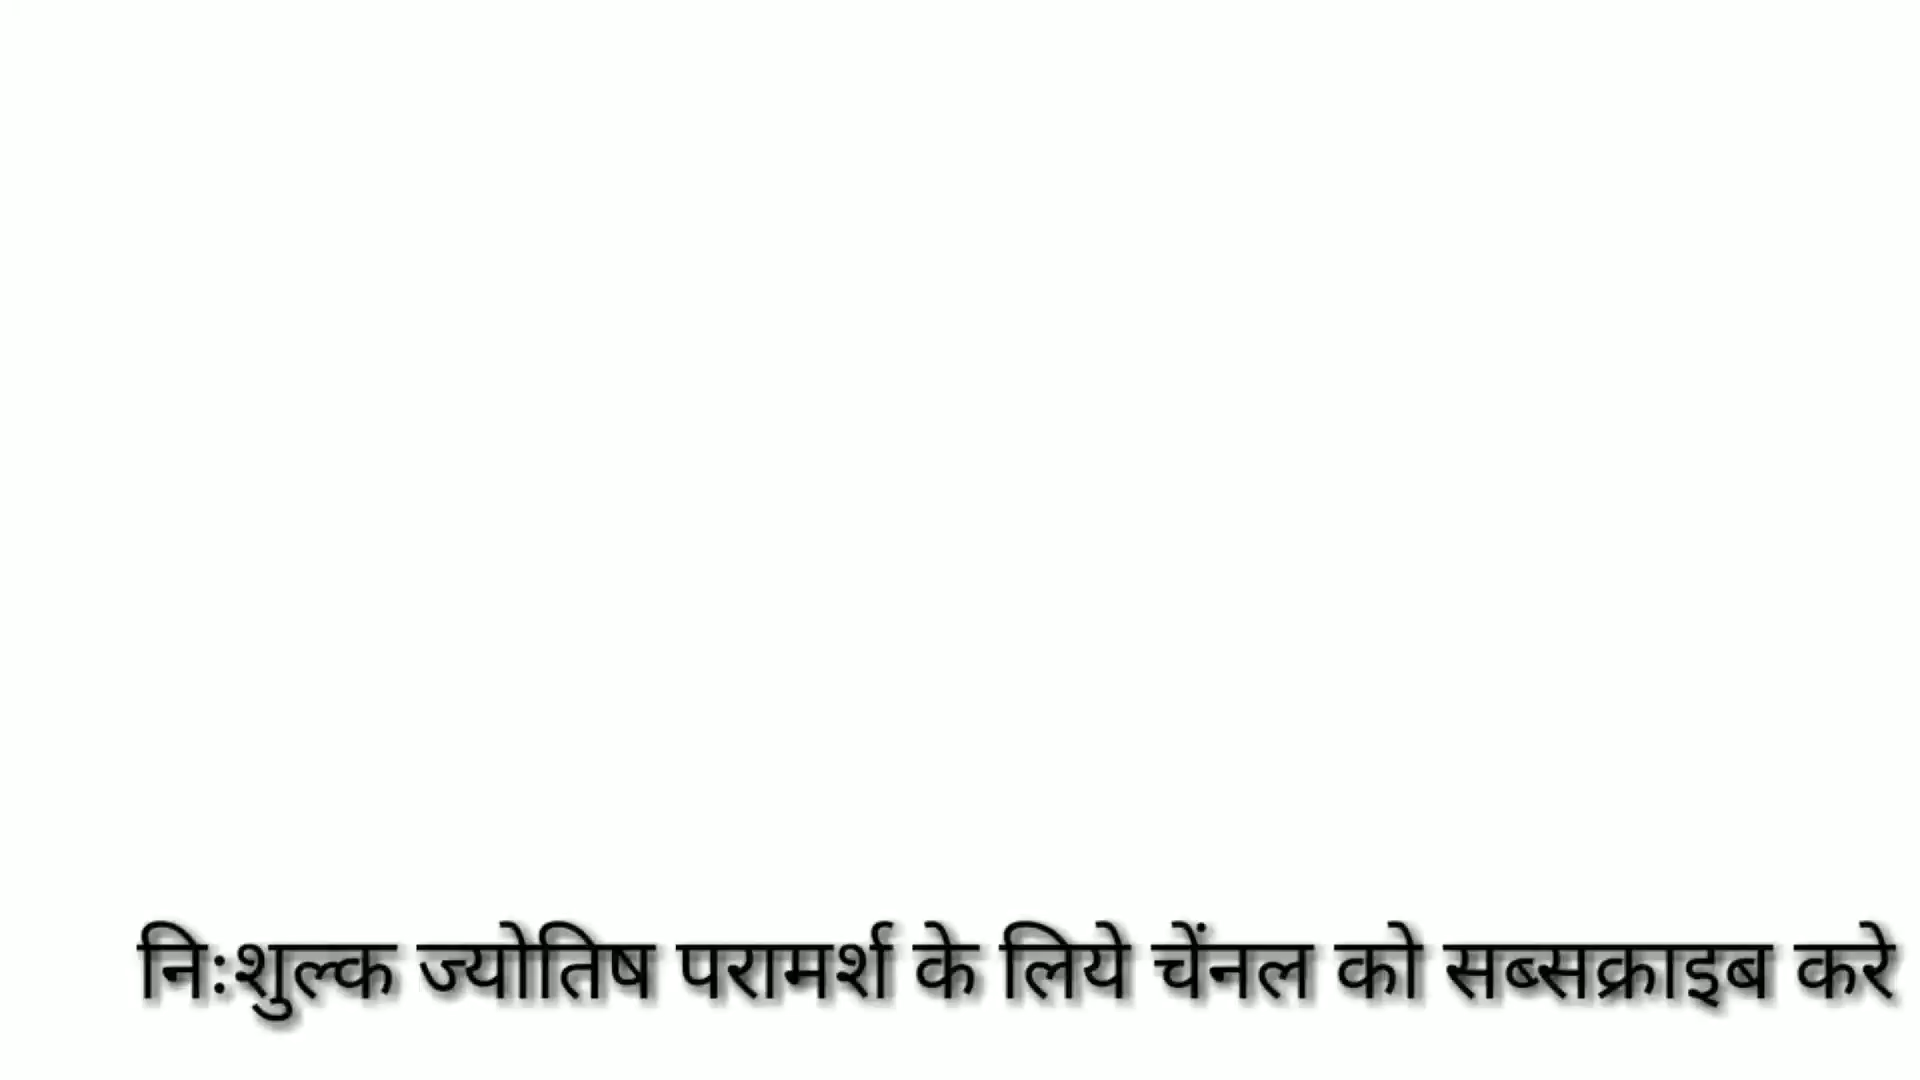 निःशुल्क ज्योतिष परामर्श के लिये चेंनल को सब्सक्राइब करे